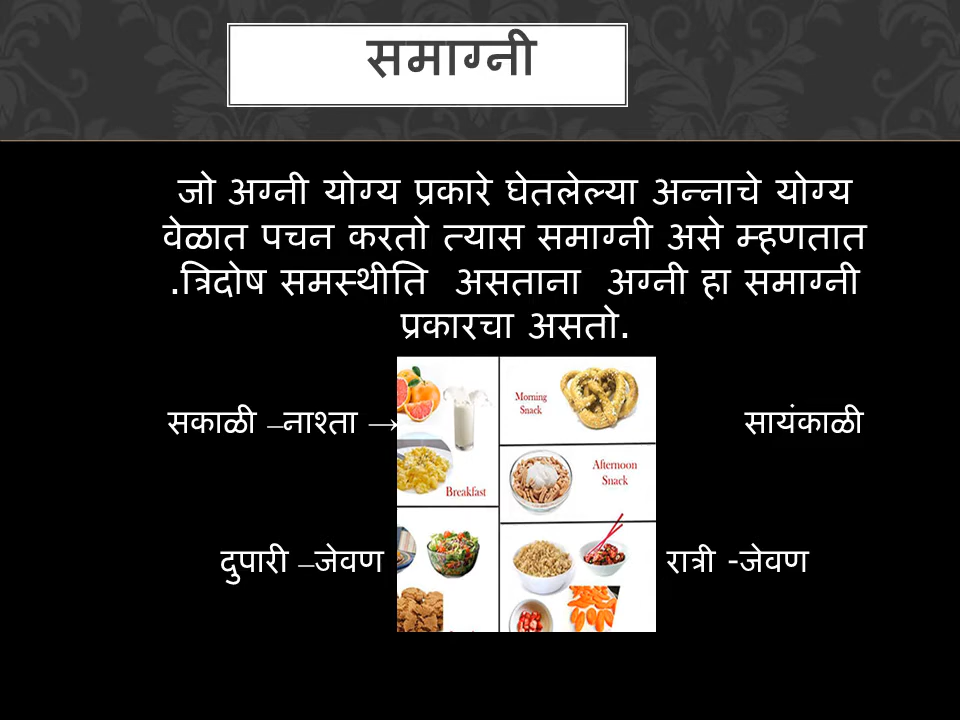 समाग्नी
जो अग्नी योग्य प्रकारे घेतलेल्या अन्नाचे योग्य
वेळात पचन करतो त्यास समाग्नी असे म्हणतात
.त्रिदोष समस्थीति असताना अग्नी हा समाग्नी
प्रकारचा असतो.
सकाळी –नाश्ता → सायंकाळी
Morning
Snack
Afternoon
Snack
Breakfast
दुपारी –जेवण रात्री -जेवण